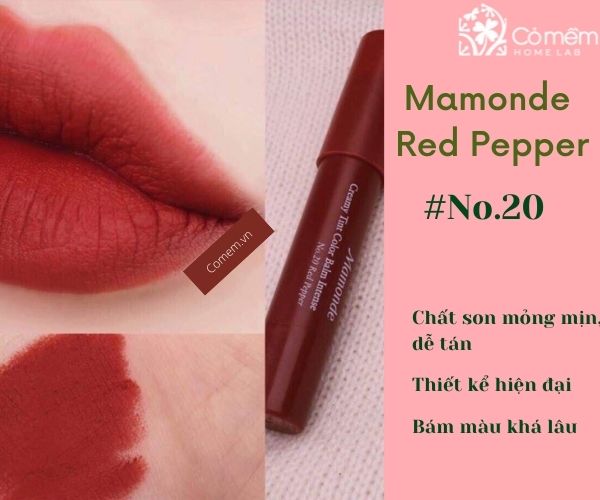 Cỏ mềm
HOME LAB
Mamonde
Red Pepper
#No.20
Comem.vn
Mamonde
Creamy Tint Color Balm Intense
No.20 Red Pepper
Chất son mỏng mịn,
dễ tán
Thiết kể hiện đại
Bám màu khá lâu